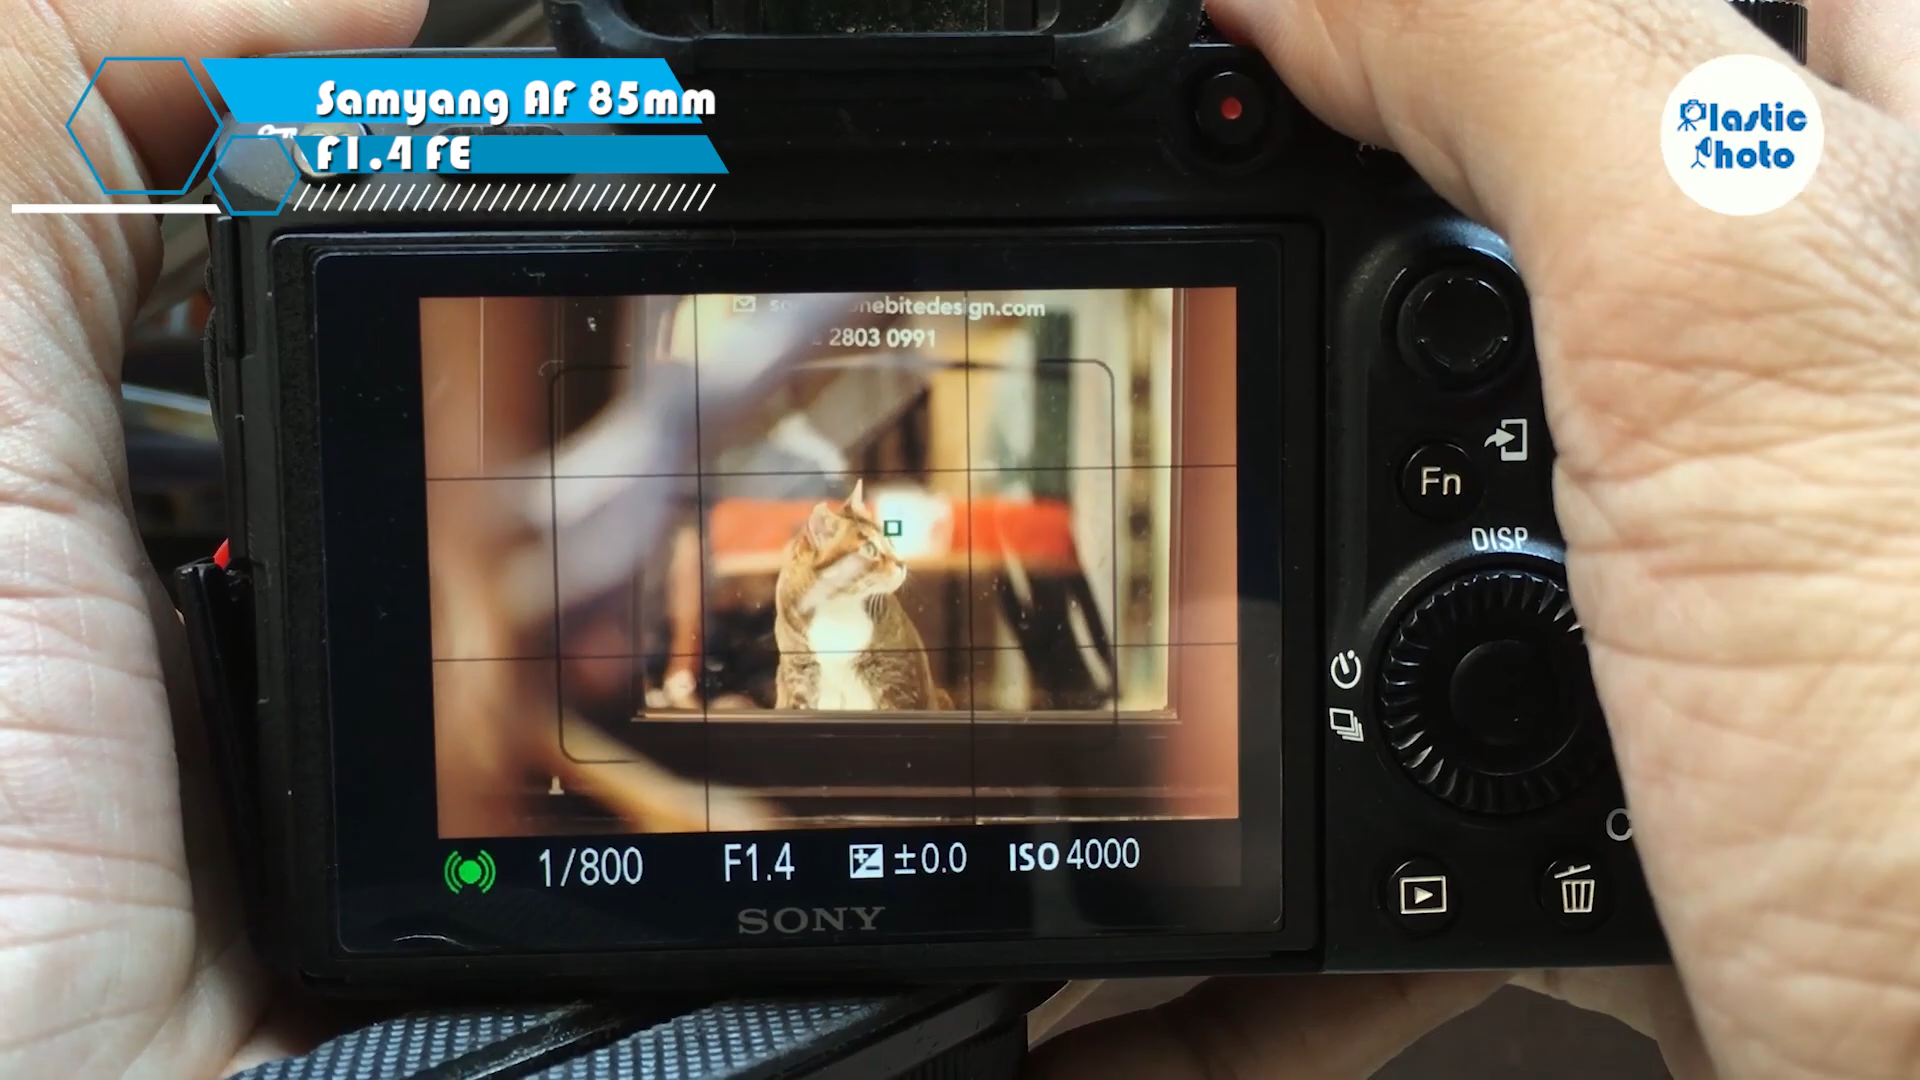 Samyang AF 85mm
F1.4 FE
Plastic
Photo
nebitedesign.com
2803 0991
Fn
DISP
1/800 F1.4 ±0.0 ISO 4000
SONY
C